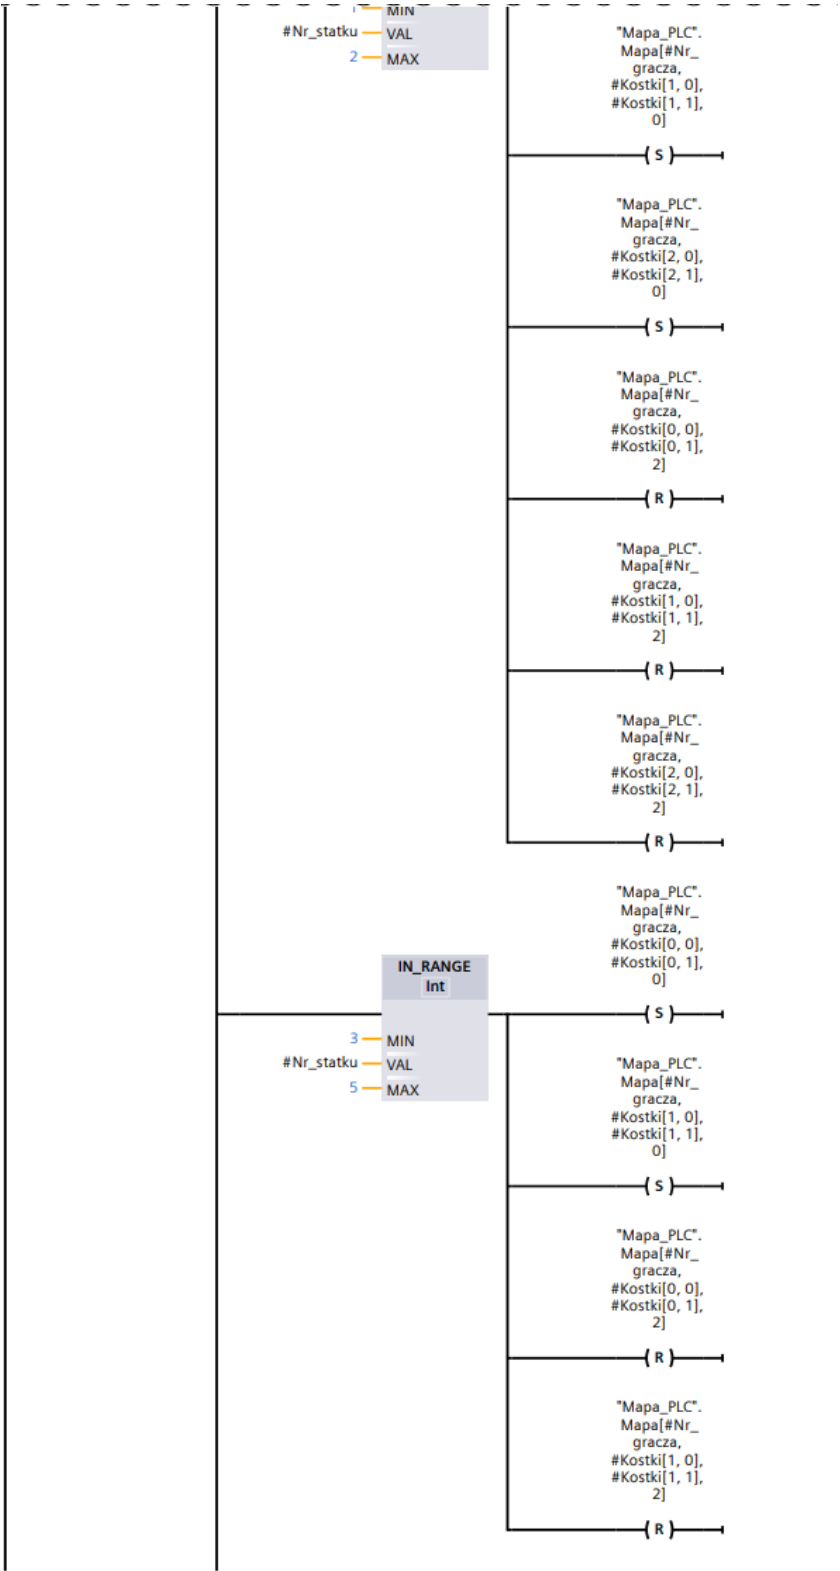 MIN
#Nr_statku VAL
2 MAX
"Mapa_PLC".
Mapa[#Nr_
gracza,
#Kostki[1, 0],
#Kostki[1, 1],
0]
( S )
"Mapa_PLC".
Mapa[#Nr_
gracza,
#Kostki[2, 0],
#Kostki[2, 1],
0]
( S )
"Mapa_PLC".
Mapa[#Nr_
gracza,
#Kostki[0, 0],
#Kostki[0, 1],
2]
( R )
"Mapa_PLC".
Mapa[#Nr_
gracza,
#Kostki[1, 0],
#Kostki[1, 1],
2]
( R )
"Mapa_PLC".
Mapa[#Nr_
gracza,
#Kostki[2, 0],
#Kostki[2, 1],
2]
( R )
IN_RANGE
Int
3 MIN
#Nr_statku VAL
5 MAX
"Mapa_PLC".
Mapa[#Nr_
gracza,
#Kostki[0, 0],
#Kostki[0, 1],
0]
( S )
"Mapa_PLC".
Mapa[#Nr_
gracza,
#Kostki[1, 0],
#Kostki[1, 1],
0]
( S )
"Mapa_PLC".
Mapa[#Nr_
gracza,
#Kostki[0, 0],
#Kostki[0, 1],
2]
( R )
"Mapa_PLC".
Mapa[#Nr_
gracza,
#Kostki[1, 0],
#Kostki[1, 1],
2]
( R )